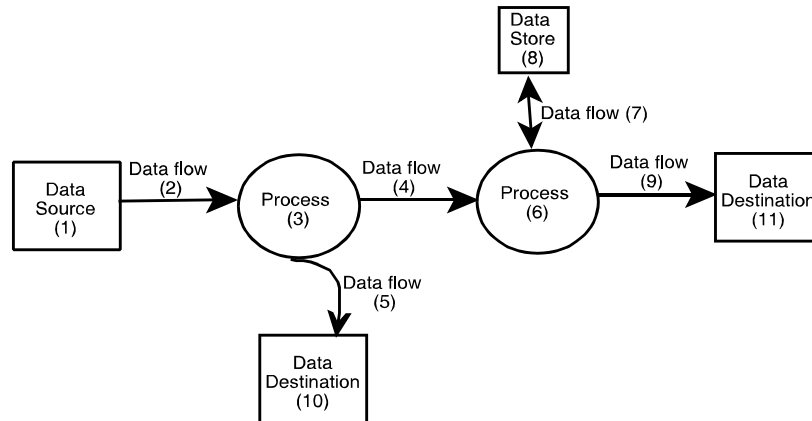 Data
Store
(8)
Data flow (7)
Data flow
(2)
Data flow
(4)
Data flow
(9)
Data
Source
(1)
Process
(3)
Process
(6)
Data
Destination
(11)
Data flow
(5)
Data
Destination
(10)